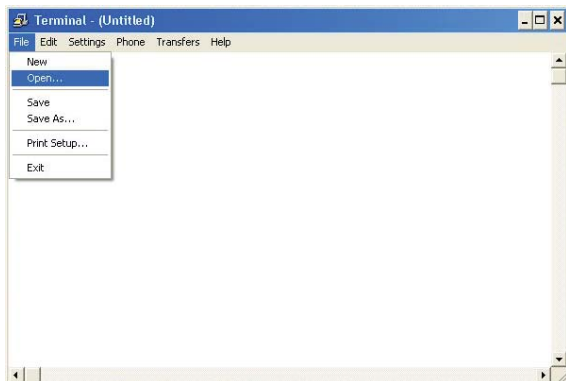 Terminal - (Untitled)
File Edit Settings Phone Transfers Help
New
Open...
Save
Save As...
Print Setup...
Exit